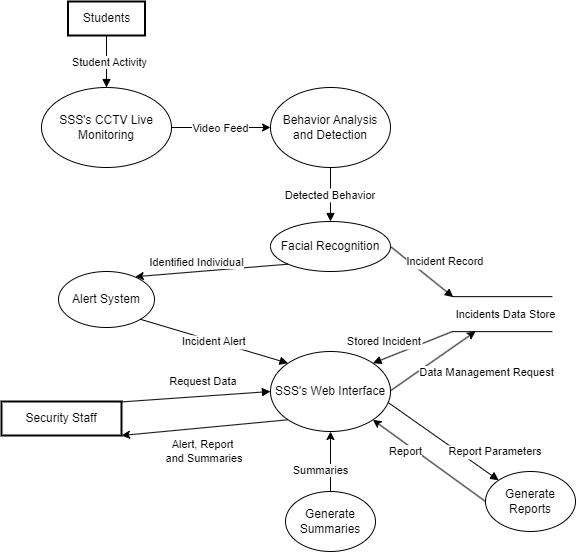 Students
Student Activity
SSS's CCTV Live
Monitoring
Video Feed
Behavior Analysis
and Detection
Detected Behavior
Facial Recognition
Identified Individual
Incident Record
Alert System
Incidents Data Store
Incident Alert
Stored Incident
Request Data
SSS's Web Interface
Data Management Request
Security Staff
Alert, Report
and Summaries
Report
Report Parameters
Summaries
Generate
Reports
Generate
Summaries